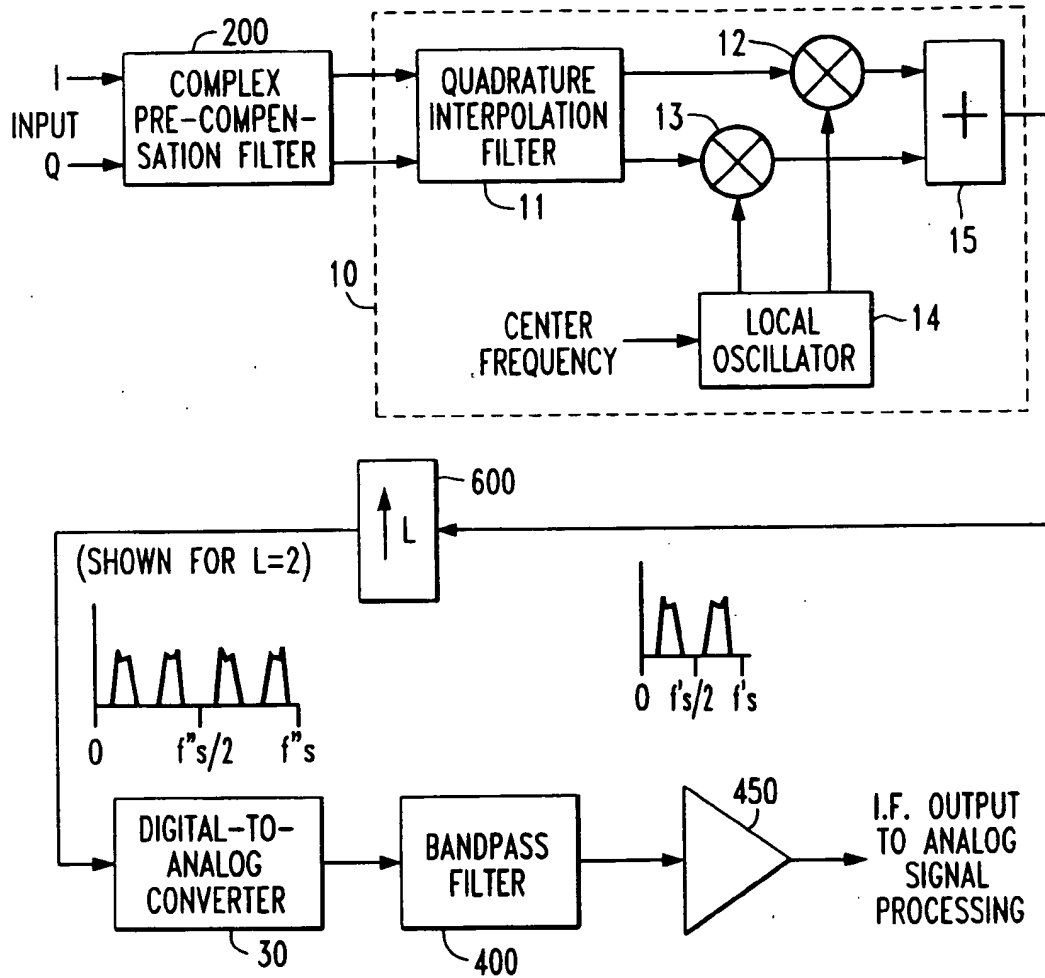 200
I
INPUT
Q
COMPLEX
PRE-COMPEN-
SATION FILTER
QUADRATURE
INTERPOLATION
FILTER
11
12
13
+
15
10
CENTER
FREQUENCY
LOCAL
OSCILLATOR
14
600
L
(SHOWN FOR L=2)
0 f"s/2 f"s
0 f's/2 f's
DIGITAL-TO-
ANALOG
CONVERTER
30
BANDPASS
FILTER
400
450
I.F. OUTPUT
TO ANALOG
SIGNAL
PROCESSING